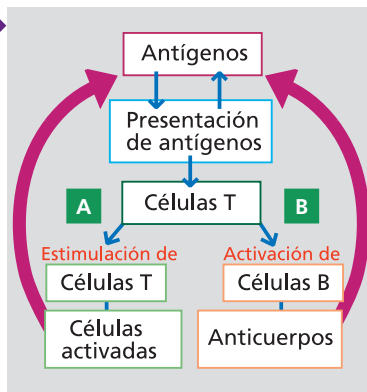 Antígenos
Presentación
de antígenos
Células T
A
B
Estimulación de
Células T
Células
activadas
Activación de
Células B
Anticuerpos